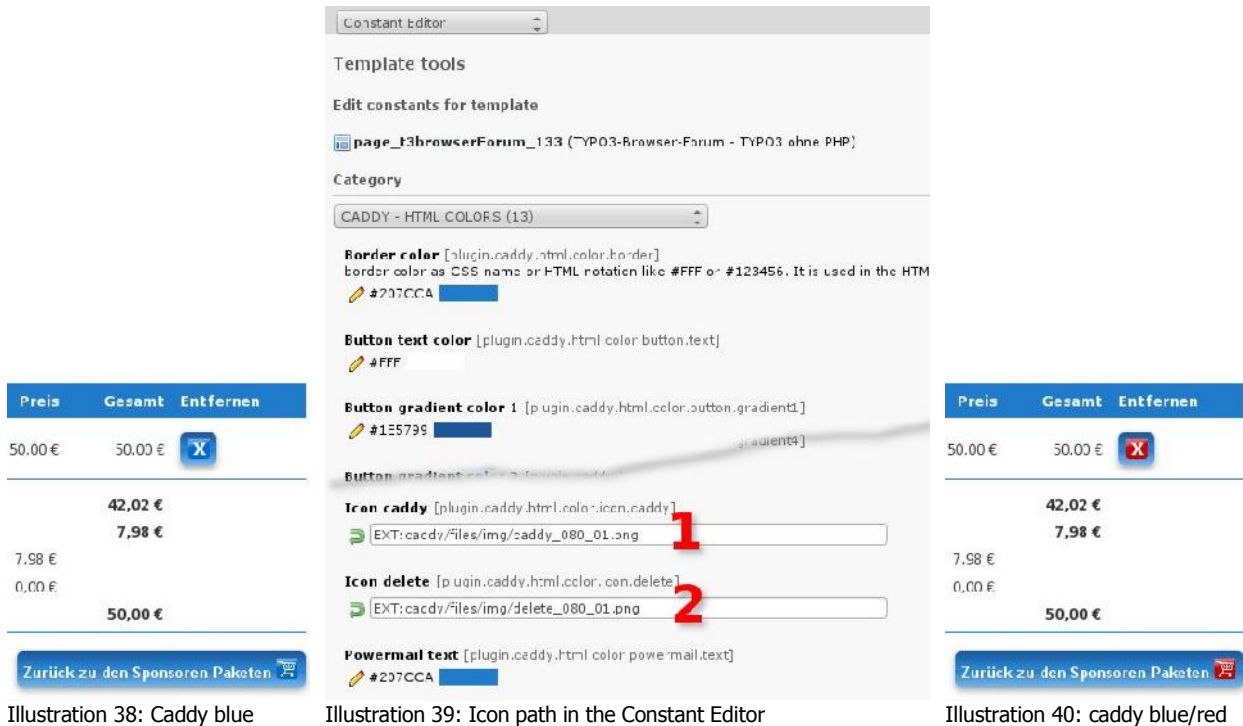 Constant Editor
Template tools
Edit constants for template
page_t3browserForum_133 (TYPO3-Browser-Forum - TYPO3 ohne PHP)
Category
CADDY - HTML COLORS (13)
Border color [plugin.caddy.html.color.border]
border color as CSS name or HTML notation like #FFF or #123456. It is used in the HTM
#207CCA
Button text color [plugin.caddy.html.color.button.text]
#FFF
Button gradient color 1 [plugin.caddy.html.color.button.gradient1]
#1E5799
gradient4]
Button gradient color
Icon caddy [plugin.caddy.html.color.icon.caddy]
EXT:caddy/files/img/caddy_080_01.png
1
Icon delete [plugin.caddy.html.color.icon.delete]
EXT:caddy/files/img/delete_080_01.png
2
Powermail text [plugin.caddy.html.color.powermail.text]
#207CCA
Preis Gesamt Entfernen
50.00 € 50.00 € X
42,02 €
7,98 €
7.98 €
0,00 €
50,00 €
Zurück zu den Sponsoren Paketen
Preis Gesamt Entfernen
50.00 € 50.00 € X
42,02 €
7,98 €
7.98 €
0,00 €
50,00 €
Zurück zu den Sponsoren Paketen
Illustration 38: Caddy blue
Illustration 39: Icon path in the Constant Editor
Illustration 40: caddy blue/red